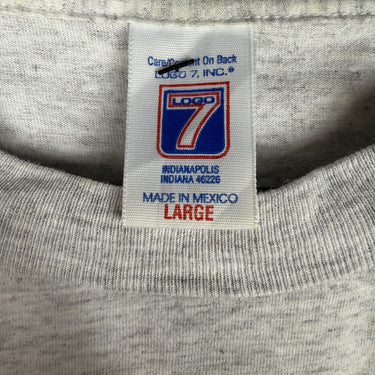 Care/Content On Back
LOGO 7, INC.®
LOGO
7
INDIANAPOLIS
INDIANA 46226
MADE IN MEXICO
LARGE